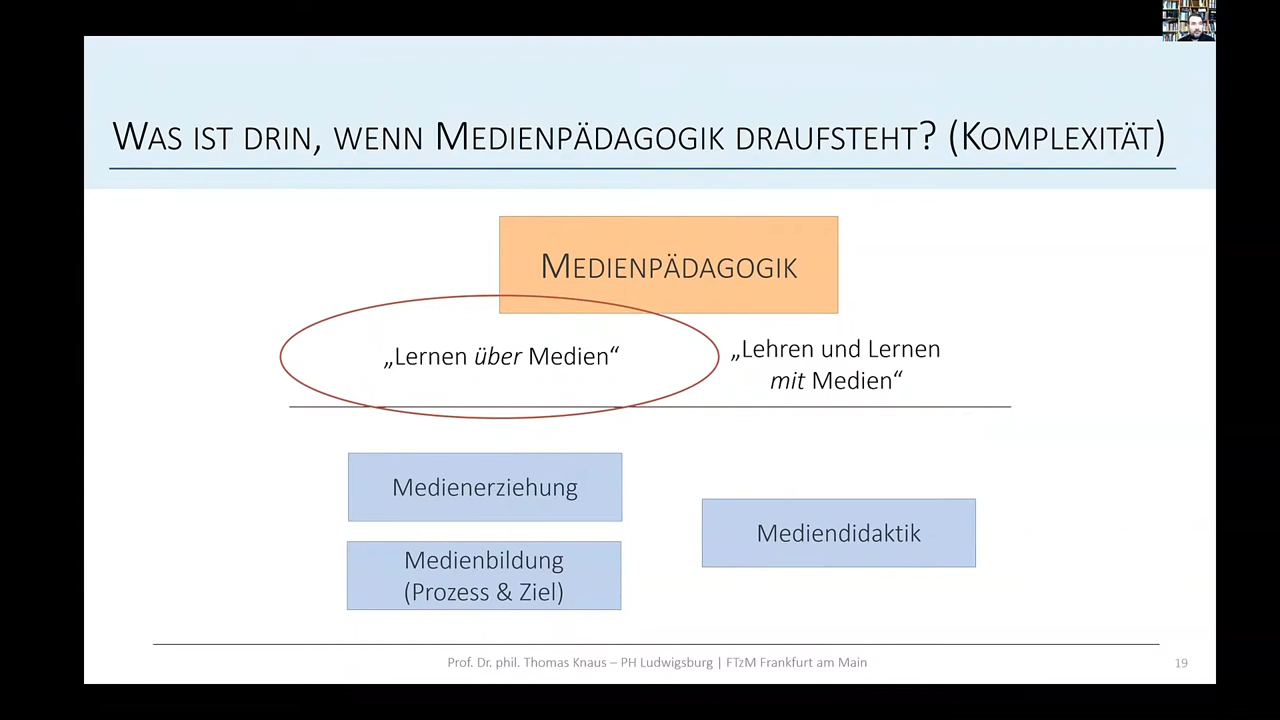 WAS IST DRIN, WENN MEDIENPÄDAGOGIK DRAUFSTEHT? (KOMPLEXITÄT)
MEDIENPÄDAGOGIK
„Lernen über Medien“
„Lehren und Lernen
mit Medien“
Medienerziehung
Medienbildung
(Prozess & Ziel)
Mediendidaktik
Prof. Dr. phil. Thomas Knaus – PH Ludwigsburg | FTzM Frankfurt am Main
19